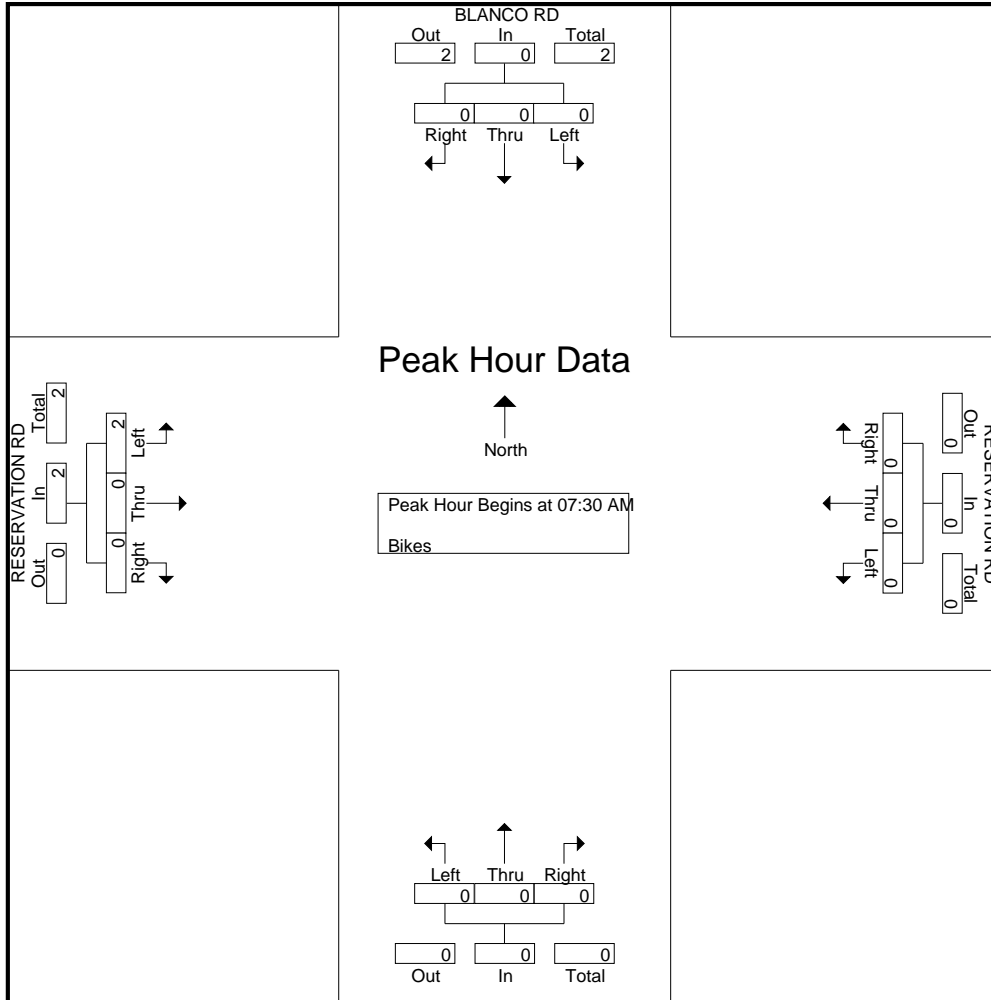 BLANCO RD
Out In Total
2 0 2
0 0 0
Right Thru Left
Peak Hour Data
North
Peak Hour Begins at 07:30 AM
Bikes
RESERVATION RD
Out In Total
0 2 2
0 0 2
Right Thru Left
RESERVATION RD
Out In Total
0 0 0
Right Thru Left
0 0 0
Left Thru Right
0 0 0
0 0 0
Out In Total